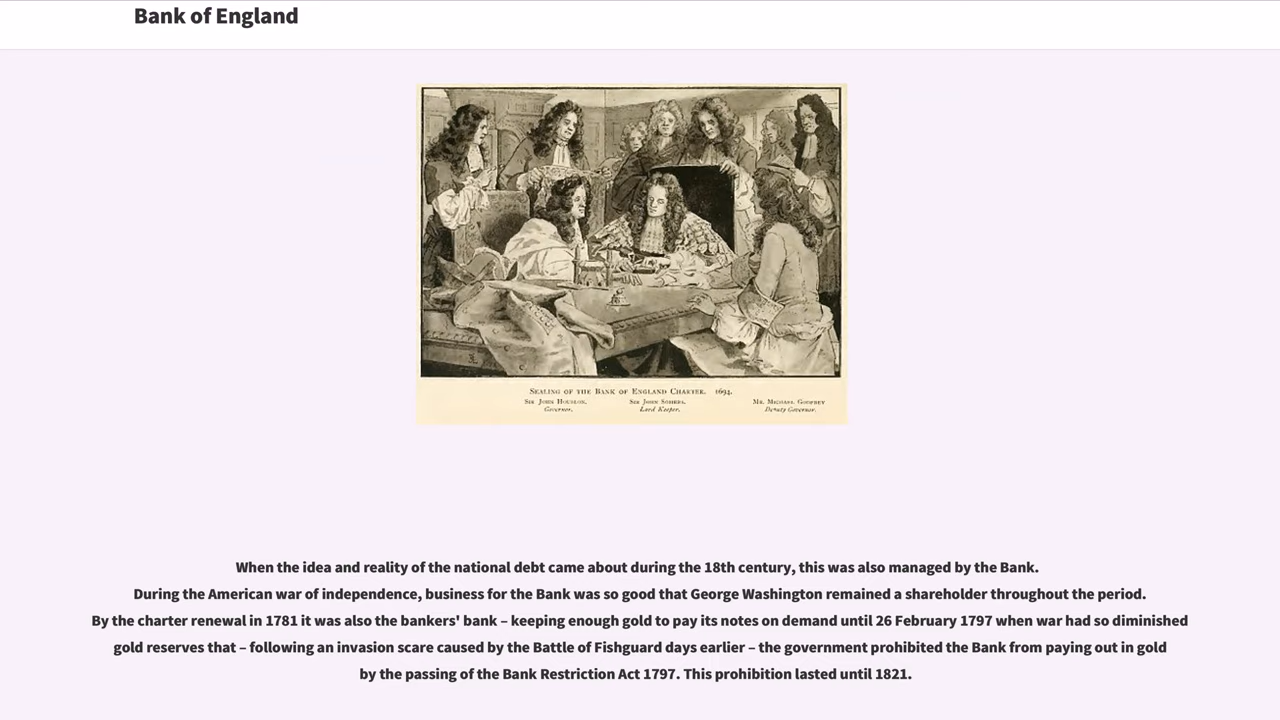 Bank of England
Sealing of the Bank of England Charter. 1694.
Sir John Houblon, Sir John Somers, Mr. Michael Godfrey
Governor. Lord Keeper. Deputy Governor.
When the idea and reality of the national debt came about during the 18th century, this was also managed by the Bank.
During the American war of independence, business for the Bank was so good that George Washington remained a shareholder throughout the period.
By the charter renewal in 1781 it was also the bankers' bank – keeping enough gold to pay its notes on demand until 26 February 1797 when war had so diminished
gold reserves that – following an invasion scare caused by the Battle of Fishguard days earlier – the government prohibited the Bank from paying out in gold
by the passing of the Bank Restriction Act 1797. This prohibition lasted until 1821.